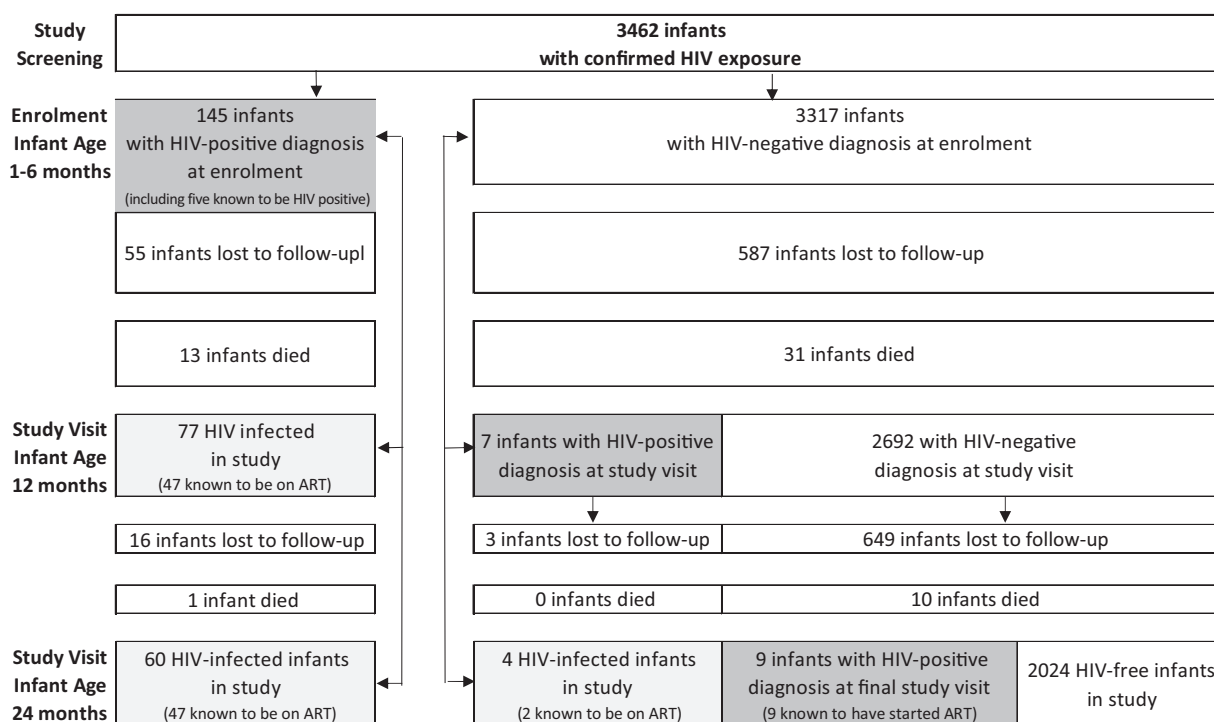 Study
Screening
3462 infants
with confirmed HIV exposure
Enrolment
Infant Age
1-6 months
145 infants
with HIV-positive diagnosis
at enrolment
(including five known to be HIV positive)
3317 infants
with HIV-negative diagnosis at enrolment
55 infants lost to follow-upl
587 infants lost to follow-up
13 infants died
31 infants died
Study Visit
Infant Age
12 months
77 HIV infected
in study
(47 known to be on ART)
7 infants with HIV-positive
diagnosis at study visit
2692 with HIV-negative
diagnosis at study visit
16 infants lost to follow-up
3 infants lost to follow-up
649 infants lost to follow-up
1 infant died
0 infants died
10 infants died
Study Visit
Infant Age
24 months
60 HIV-infected infants
in study
(47 known to be on ART)
4 HIV-infected infants
in study
(2 known to be on ART)
9 infants with HIV-positive
diagnosis at final study visit
(9 known to have started ART)
2024 HIV-free infants
in study